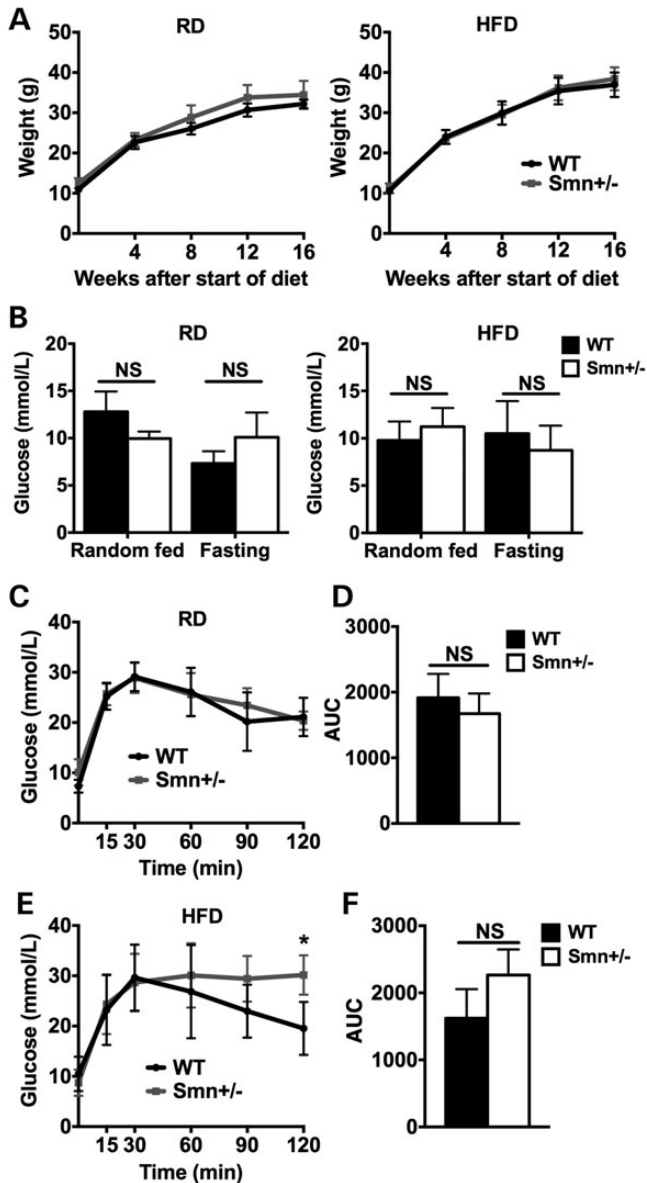 A
RD
HFD
Weight (g)
50
40
30
20
10
0
4 8 12 16
Weeks after start of diet
Weight (g)
50
40
30
20
10
0
WT
Smn+/-
4 8 12 16
Weeks after start of diet
B
RD
HFD
Glucose (mmol/L)
20
15
10
5
0
NS NS
Random fed Fasting
Glucose (mmol/L)
20
15
10
5
0
NS NS
Random fed Fasting
WT
Smn+/-
C
RD
Glucose (mmol/L)
40
30
20
10
0
WT
Smn+/-
15 30 60 90 120
Time (min)
D
AUC
3000
2000
1000
0
NS
WT
Smn+/-
E
HFD
Glucose (mmol/L)
40
30
20
10
0
*
WT
Smn+/-
15 30 60 90 120
Time (min)
F
AUC
3000
2000
1000
0
NS
WT
Smn+/-